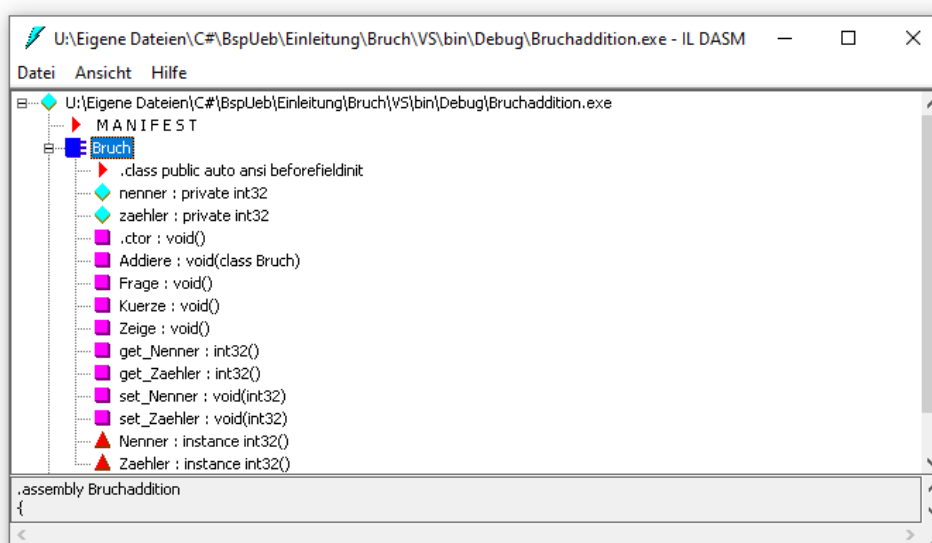 U:\Eigene Dateien\C#\BspUeb\Einleitung\Bruch\VS\bin\Debug\Bruchaddition.exe - IL DASM
Datei Ansicht Hilfe
U:\Eigene Dateien\C#\BspUeb\Einleitung\Bruch\VS\bin\Debug\Bruchaddition.exe
M A N I F E S T
Bruch
.class public auto ansi beforefieldinit
nenner : private int32
zaehler : private int32
.ctor : void()
Addiere : void(class Bruch)
Frage : void()
Kuerze : void()
Zeige : void()
get_Nenner : int32()
get_Zaehler : int32()
set_Nenner : void(int32)
set_Zaehler : void(int32)
Nenner : instance int32()
Zaehler : instance int32()
.assembly Bruchaddition
{